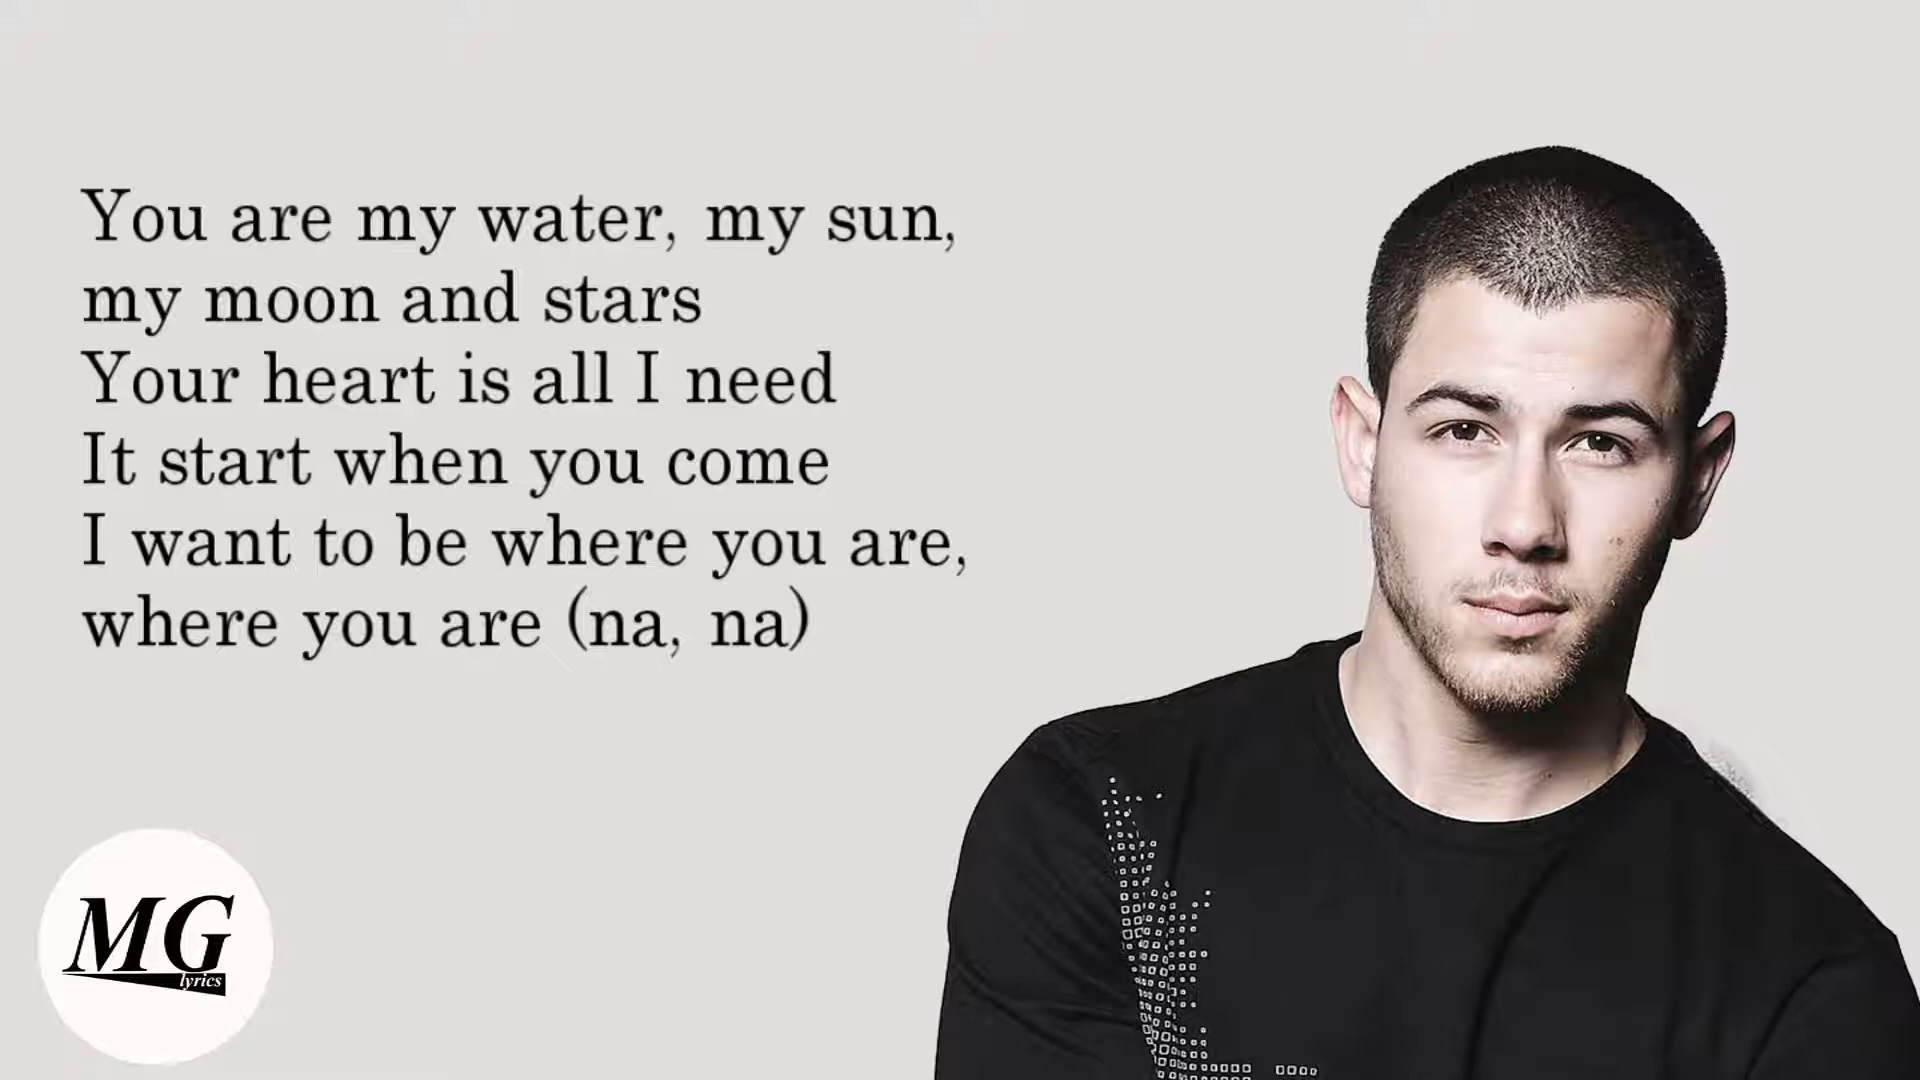 You are my water, my sun,
my moon and stars
Your heart is all I need
It start when you come
I want to be where you are,
where you are (na, na)
MG
lyrics